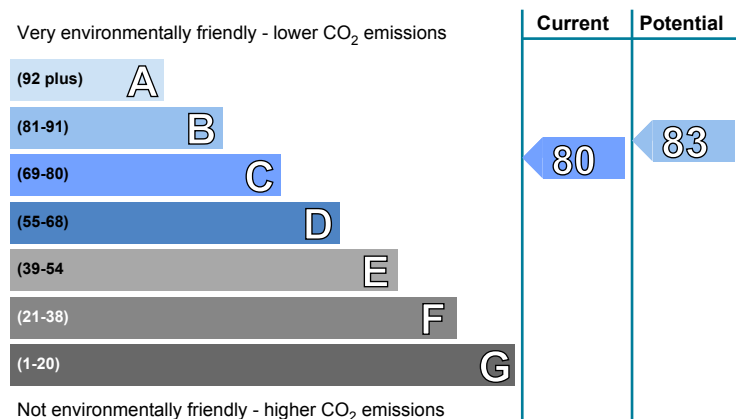 Very environmentally friendly - lower CO2 emissions
Current
Potential
(92 plus) A
(81-91) B
(69-80) C
(55-68) D
(39-54 E
(21-38) F
(1-20) G
80
83
Not environmentally friendly - higher CO2 emissions